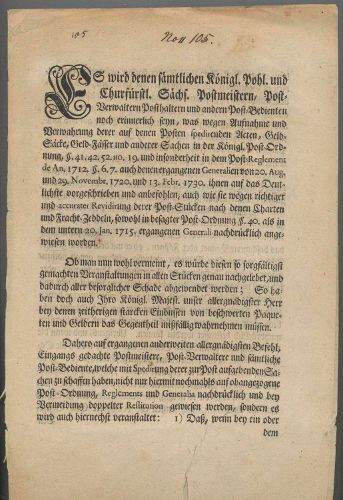 105
Non 105.
ES wird denen sämtlichen Königl. Pohl. und
Churfürstl. Sächs. Postmeistern, Post-
Verwaltern Posthaltern und andern Post-Bedienten
noch erinnerlich seyn, was wegen Aufnahme und
Verwahrung derer auf denen Posten spedirenden Acten, Geld-
Säcke, Geld-Fässer und anderer Sachen in der Königl. Post-Ord-
nung, §. 41. 42. 52. 110. 19. und insonderheit in dem Post-Reglement
de An. 1712. §. 6. 7. auch denen ergangenen Generalien von 20. Aug.
und 29. Novembr. 1720. und 13. Febr. 1730. ihnen auf das Deut-
lichste vorgeschrieben und anbefohlen, auch wie sie wegen richtiger
und accurater Revidirung derer Post-Stücken nach denen Charten
und Fracht-Zeddeln, sowohl in besagter Post-Ordnung §. 40. als in
dem untern 20. Jan. 1715. ergangenen Generali nachdrücklich ange-
wiesen worden.
Ob man nun wohl vermeint, es würde diesen so sorgfältigst
gemachten Veranstaltungen in allen Stücken genau nachgelebet, und
dadurch aller besorglicher Schade abgewendet werden; So ha-
ben doch auch Ihro Königl. Majest. unser allergnädigster Herr
bey denen zeitherigen starcken Einbüssen von beschwerten Paque-
ten und Geldern das Gegentheil mißfällig wahrnehmen müssen.
Dahero auf ergangenen anderweiten allergnädigsten Befehl,
Eingangs gedachte Postmeistere, Post-Verwaltere und sämtliche
Post-Bediente, welche mit Spedirung derer zur Post aufgebenden Sa-
chen zu schaffen haben, nicht nur hiermit nochmahls auf obangezogene
Post-Ordnung, Reglements und Generalia nachdrücklich und bey
Vermeidung doppelter Restitution gewiesen werden, sondern es
wird auch hiernechst veranstaltet: 1) Daß, wenn bey ein oder
dem